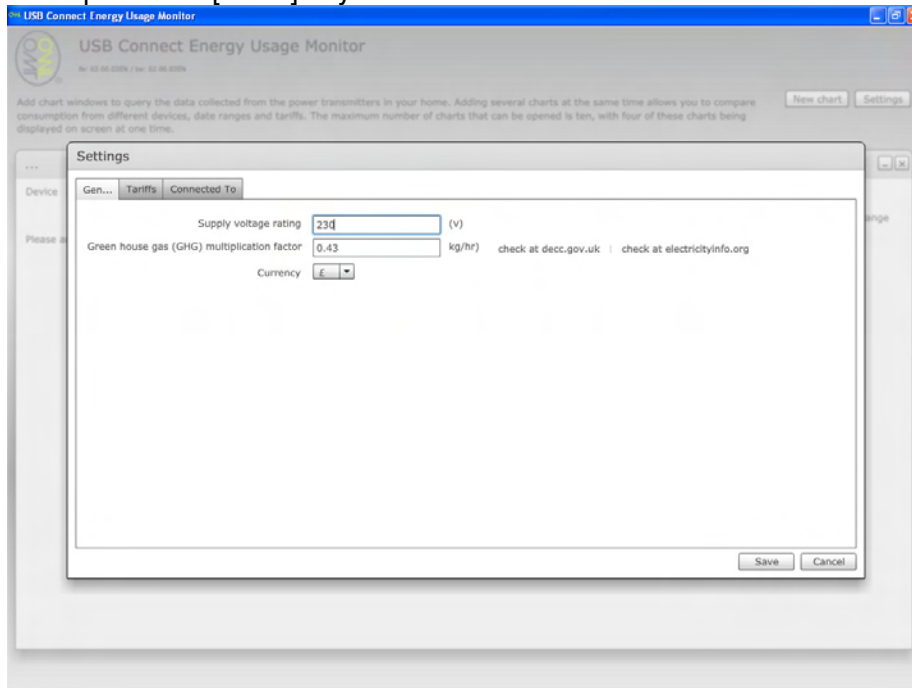 USB Connect Energy Usage Monitor
USB Connect Energy Usage Monitor
Add chart windows to query the data collected from the power transmitters in your home. Adding several charts at the same time allows you to compare
consumption from different devices, date ranges and tariffs. The maximum number of charts that can be opened is ten, with four of these charts being
displayed on screen at one time.
New chart Settings
...
Settings
Device
Gen... Tariffs Connected To
Supply voltage rating 230 (v)
ange
Please a
Green house gas (GHG) multiplication factor 0.43 kg/hr) check at decc.gov.uk | check at electricityinfo.org
Currency £
Save Cancel